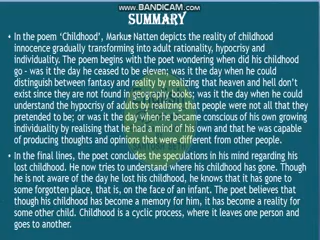 WWW.BANDICAM.COM
SUMMARY
• In the poem 'Childhood', Markus Natten depicts the reality of childhood
innocence gradually transforming into adult rationality, hypocrisy and
individuality. The poem begins with the poet wondering when did his childhood
go - was it the day he ceased to be eleven; was it the day he could
distinguish between fantasy and reality by realizing that heaven and hell don't
exist since they are not found in geography books; was it the day when he could
understand the hypocrisy of adults by realizing that people were not all that they
pretended to be; or was it the day when he became conscious of his own growing
individuality by realising that he had a mind of his own and that he was capable
of producing thoughts and opinions that were different from other people.
• In the final lines, the poet concludes the speculations in his mind regarding his
lost childhood. He now tries to understand where his childhood has gone. Though
he is not aware of the day he lost his childhood, he knows that it has gone to
some forgotten place, that is, on the face of an infant. The poet believes that
though his childhood has become a memory for him, it has become a reality for
some other child. Childhood is a cyclic process, where it leaves one person and
goes to another.